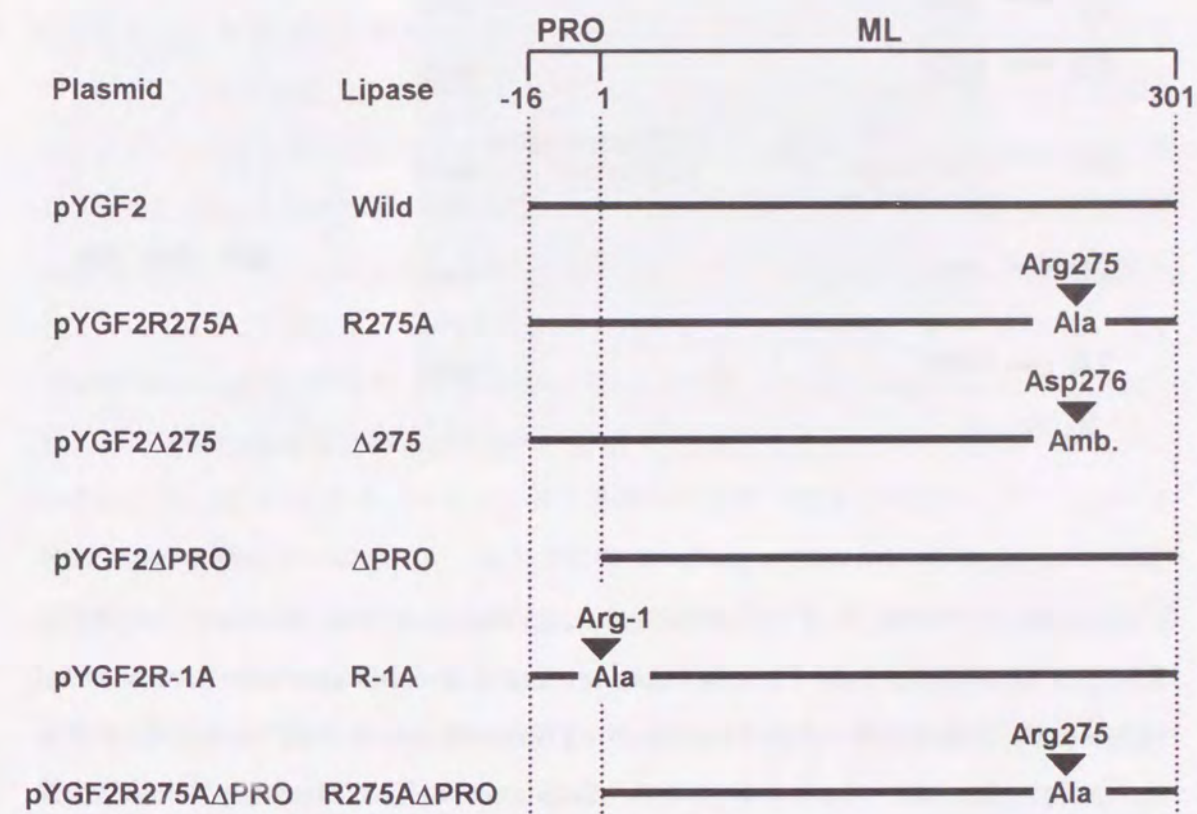 PRO ML
Plasmid Lipase -16 1 301
pYGF2 Wild
Arg275
pYGF2R275A R275A Ala
Asp276
pYGF2Δ275 Δ275 Amb.
pYGF2ΔPRO ΔPRO
Arg-1
pYGF2R-1A R-1A Ala
Arg275
pYGF2R275AΔPRO R275AΔPRO Ala